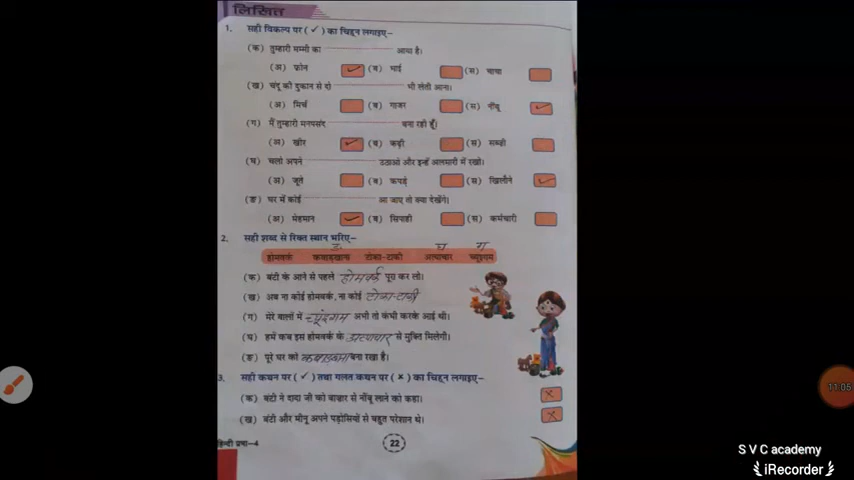 लिखित
1. सही विकल्प पर ( ✓ ) का चिह्न लगाइए–
(क) तुम्हारी मम्मी का आया है।
(अ) फ़ोन ✓ (ब) भाई (स) चाचा
(ख) चंदू की दुकान से दो भी लेती आना।
(अ) मिर्च (ब) गाजर (स) नींबू ✓
(ग) मैं तुम्हारी मनपसंद बना रही हूँ।
(अ) खीर ✓ (ब) कढ़ी (स) सब्ज़ी
(घ) चलो अपने उठाओ और इन्हें अलमारी में रखो।
(अ) जूते (ब) कपड़े (स) खिलौने ✓
(ङ) घर में कोई आ जाए तो क्या देखेंगे।
(अ) मेहमान ✓ (ब) सिपाही (स) कर्मचारी
2. सही शब्द से रिक्त स्थान भरिए–
ङ घ ग
होमवर्क कबाड़खाना टोका-टाकी अत्याचार च्यूइंगम
(क) बंटी के आने से पहले होमवर्क पूरा कर लो।
(ख) अब ना कोई होमवर्क, ना कोई टोका-टाकी
(ग) मेरे बालों में च्यूंइगम अभी तो कंघी करके आई थी।
(घ) हमें कब इस होमवर्क के अत्याचार से मुक्ति मिलेगी।
(ङ) पूरे घर को बना रखा है।
3. सही कथन पर ( ✓ ) तथा गलत कथन पर ( × ) का चिह्न लगाइए–
(क) बंटी ने दादा जी को बाज़ार से नींबू लाने को कहा। ×
(ख) बंटी और मीनू अपने पड़ोसियों से बहुत परेशान थे। ×
हिन्दी प्रभा-4
22
11:05
S V C academy
iRecorder